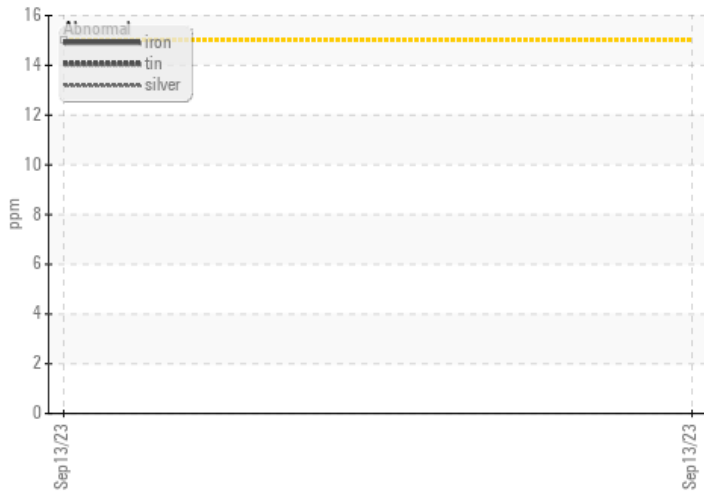 16
Abnormal
iron
14
tin
silver
12
10
ppm
8
6
4
2
0
Sep13/23
Sep13/23